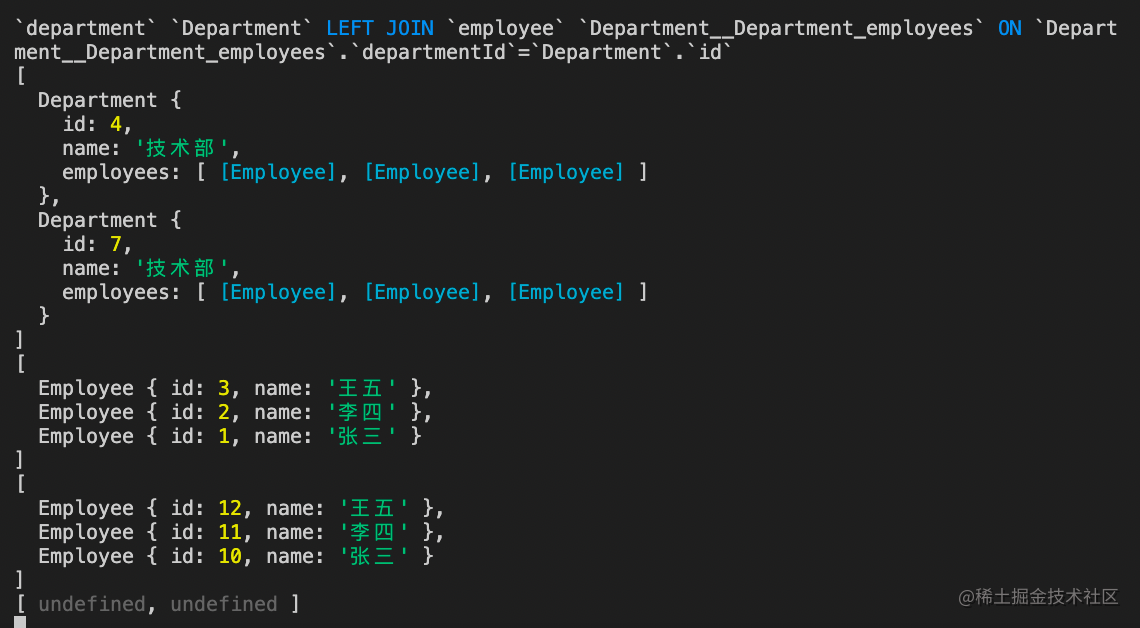 `department` `Department` LEFT JOIN `employee` `Department__Department_employees` ON `Depart
ment__Department_employees`.`departmentId`=`Department`.`id`
[
  Department {
    id: 4,
    name: '技术部',
    employees: [ [Employee], [Employee], [Employee] ]
  },
  Department {
    id: 7,
    name: '技术部',
    employees: [ [Employee], [Employee], [Employee] ]
  }
]
[
  Employee { id: 3, name: '王五' },
  Employee { id: 2, name: '李四' },
  Employee { id: 1, name: '张三' }
]
[
  Employee { id: 12, name: '王五' },
  Employee { id: 11, name: '李四' },
  Employee { id: 10, name: '张三' }
]
[ undefined, undefined ]
@稀土掘金技术社区